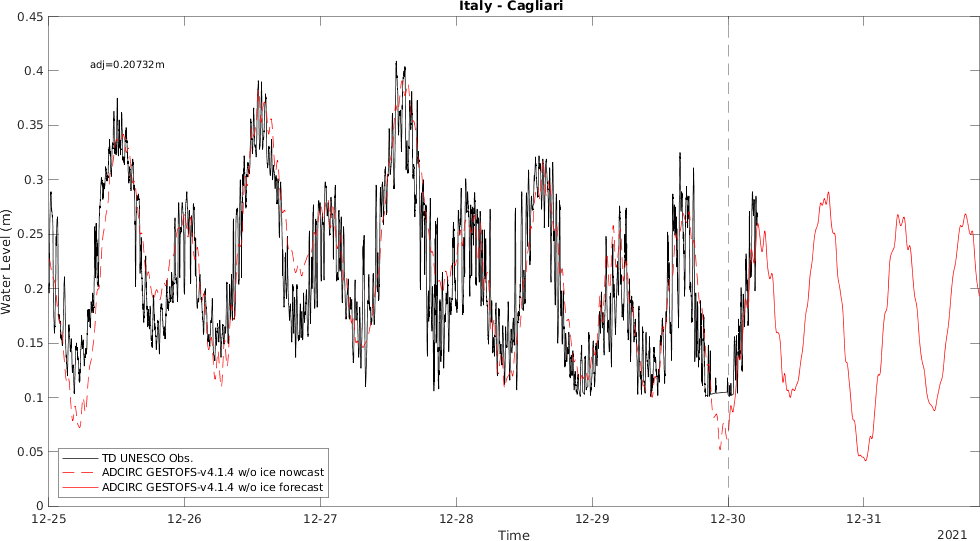 Italy - Cagliari
0.45
0.4
0.35
0.3
0.25
0.2
0.15
0.1
0.05
0
Water Level (m)
adj=0.20732m
TD UNESCO Obs.
ADCIRC GESTOFS-v4.1.4 w/o ice nowcast
ADCIRC GESTOFS-v4.1.4 w/o ice forecast
12-25 12-26 12-27 12-28 12-29 12-30 12-31
Time
2021